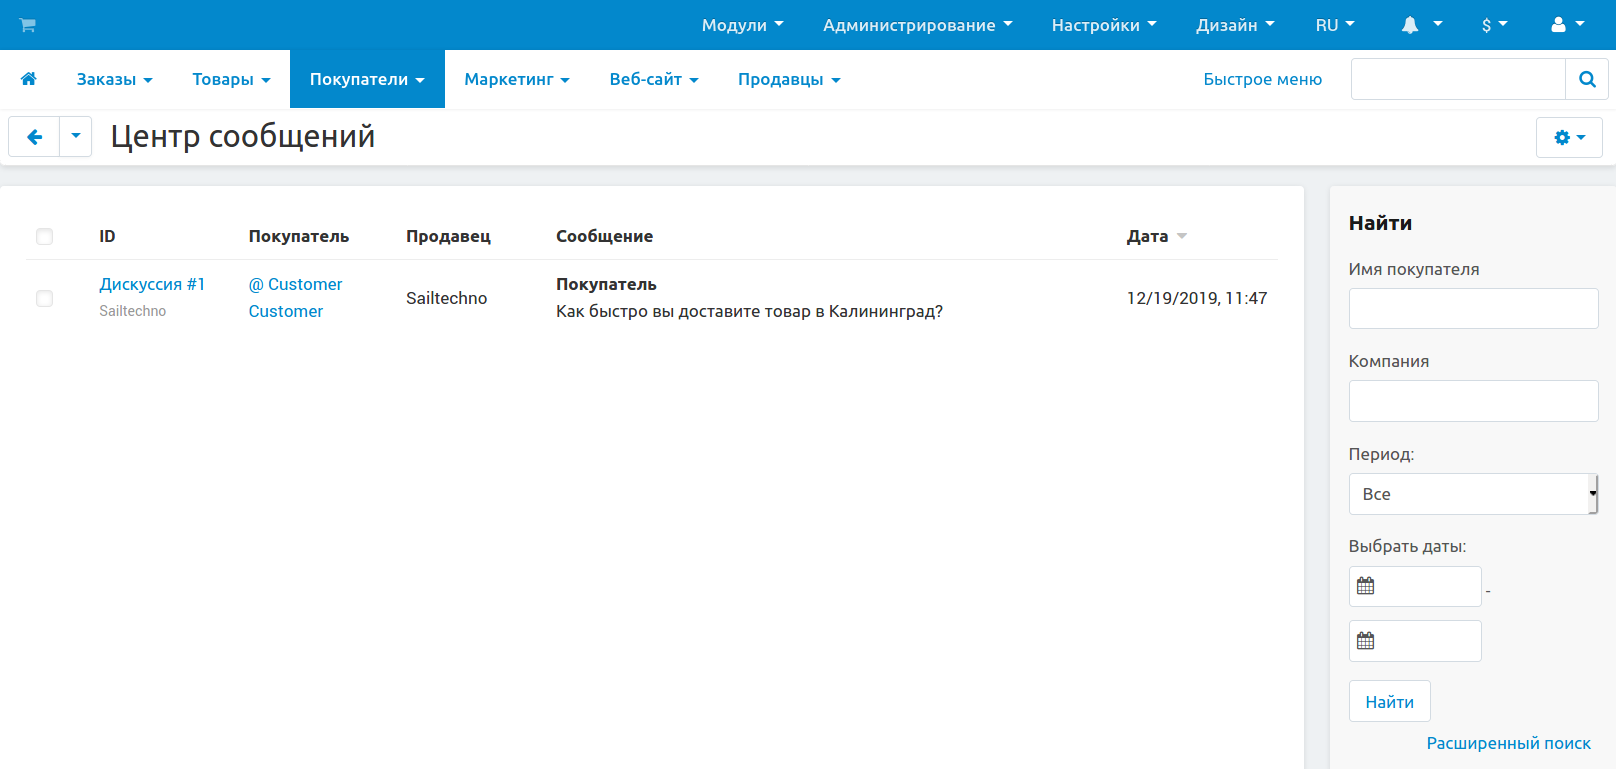 Модули Администрирование Настройки Дизайн RU $
Заказы Товары Покупатели Маркетинг Веб-сайт Продавцы Быстрое меню
Центр сообщений
ID Покупатель Продавец Сообщение Дата
Дискуссия #1 @ Customer Customer Sailtechno Покупатель 12/19/2019, 11:47
Sailtechno Как быстро вы доставите товар в Калининград?
Найти
Имя покупателя
Компания
Период:
Все
Выбрать даты:
-
Найти
Расширенный поиск